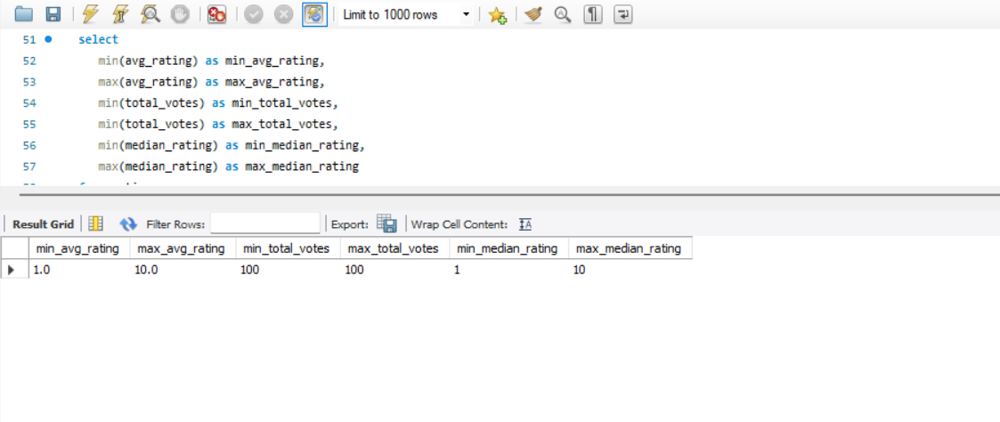 Limit to 1000 rows
51 select
52 min(avg_rating) as min_avg_rating,
53 max(avg_rating) as max_avg_rating,
54 min(total_votes) as min_total_votes,
55 min(total_votes) as max_total_votes,
56 min(median_rating) as min_median_rating,
57 max(median_rating) as max_median_rating
Result Grid Filter Rows: Export: Wrap Cell Content:
min_avg_rating max_avg_rating min_total_votes max_total_votes min_median_rating max_median_rating
1.0 10.0 100 100 1 10